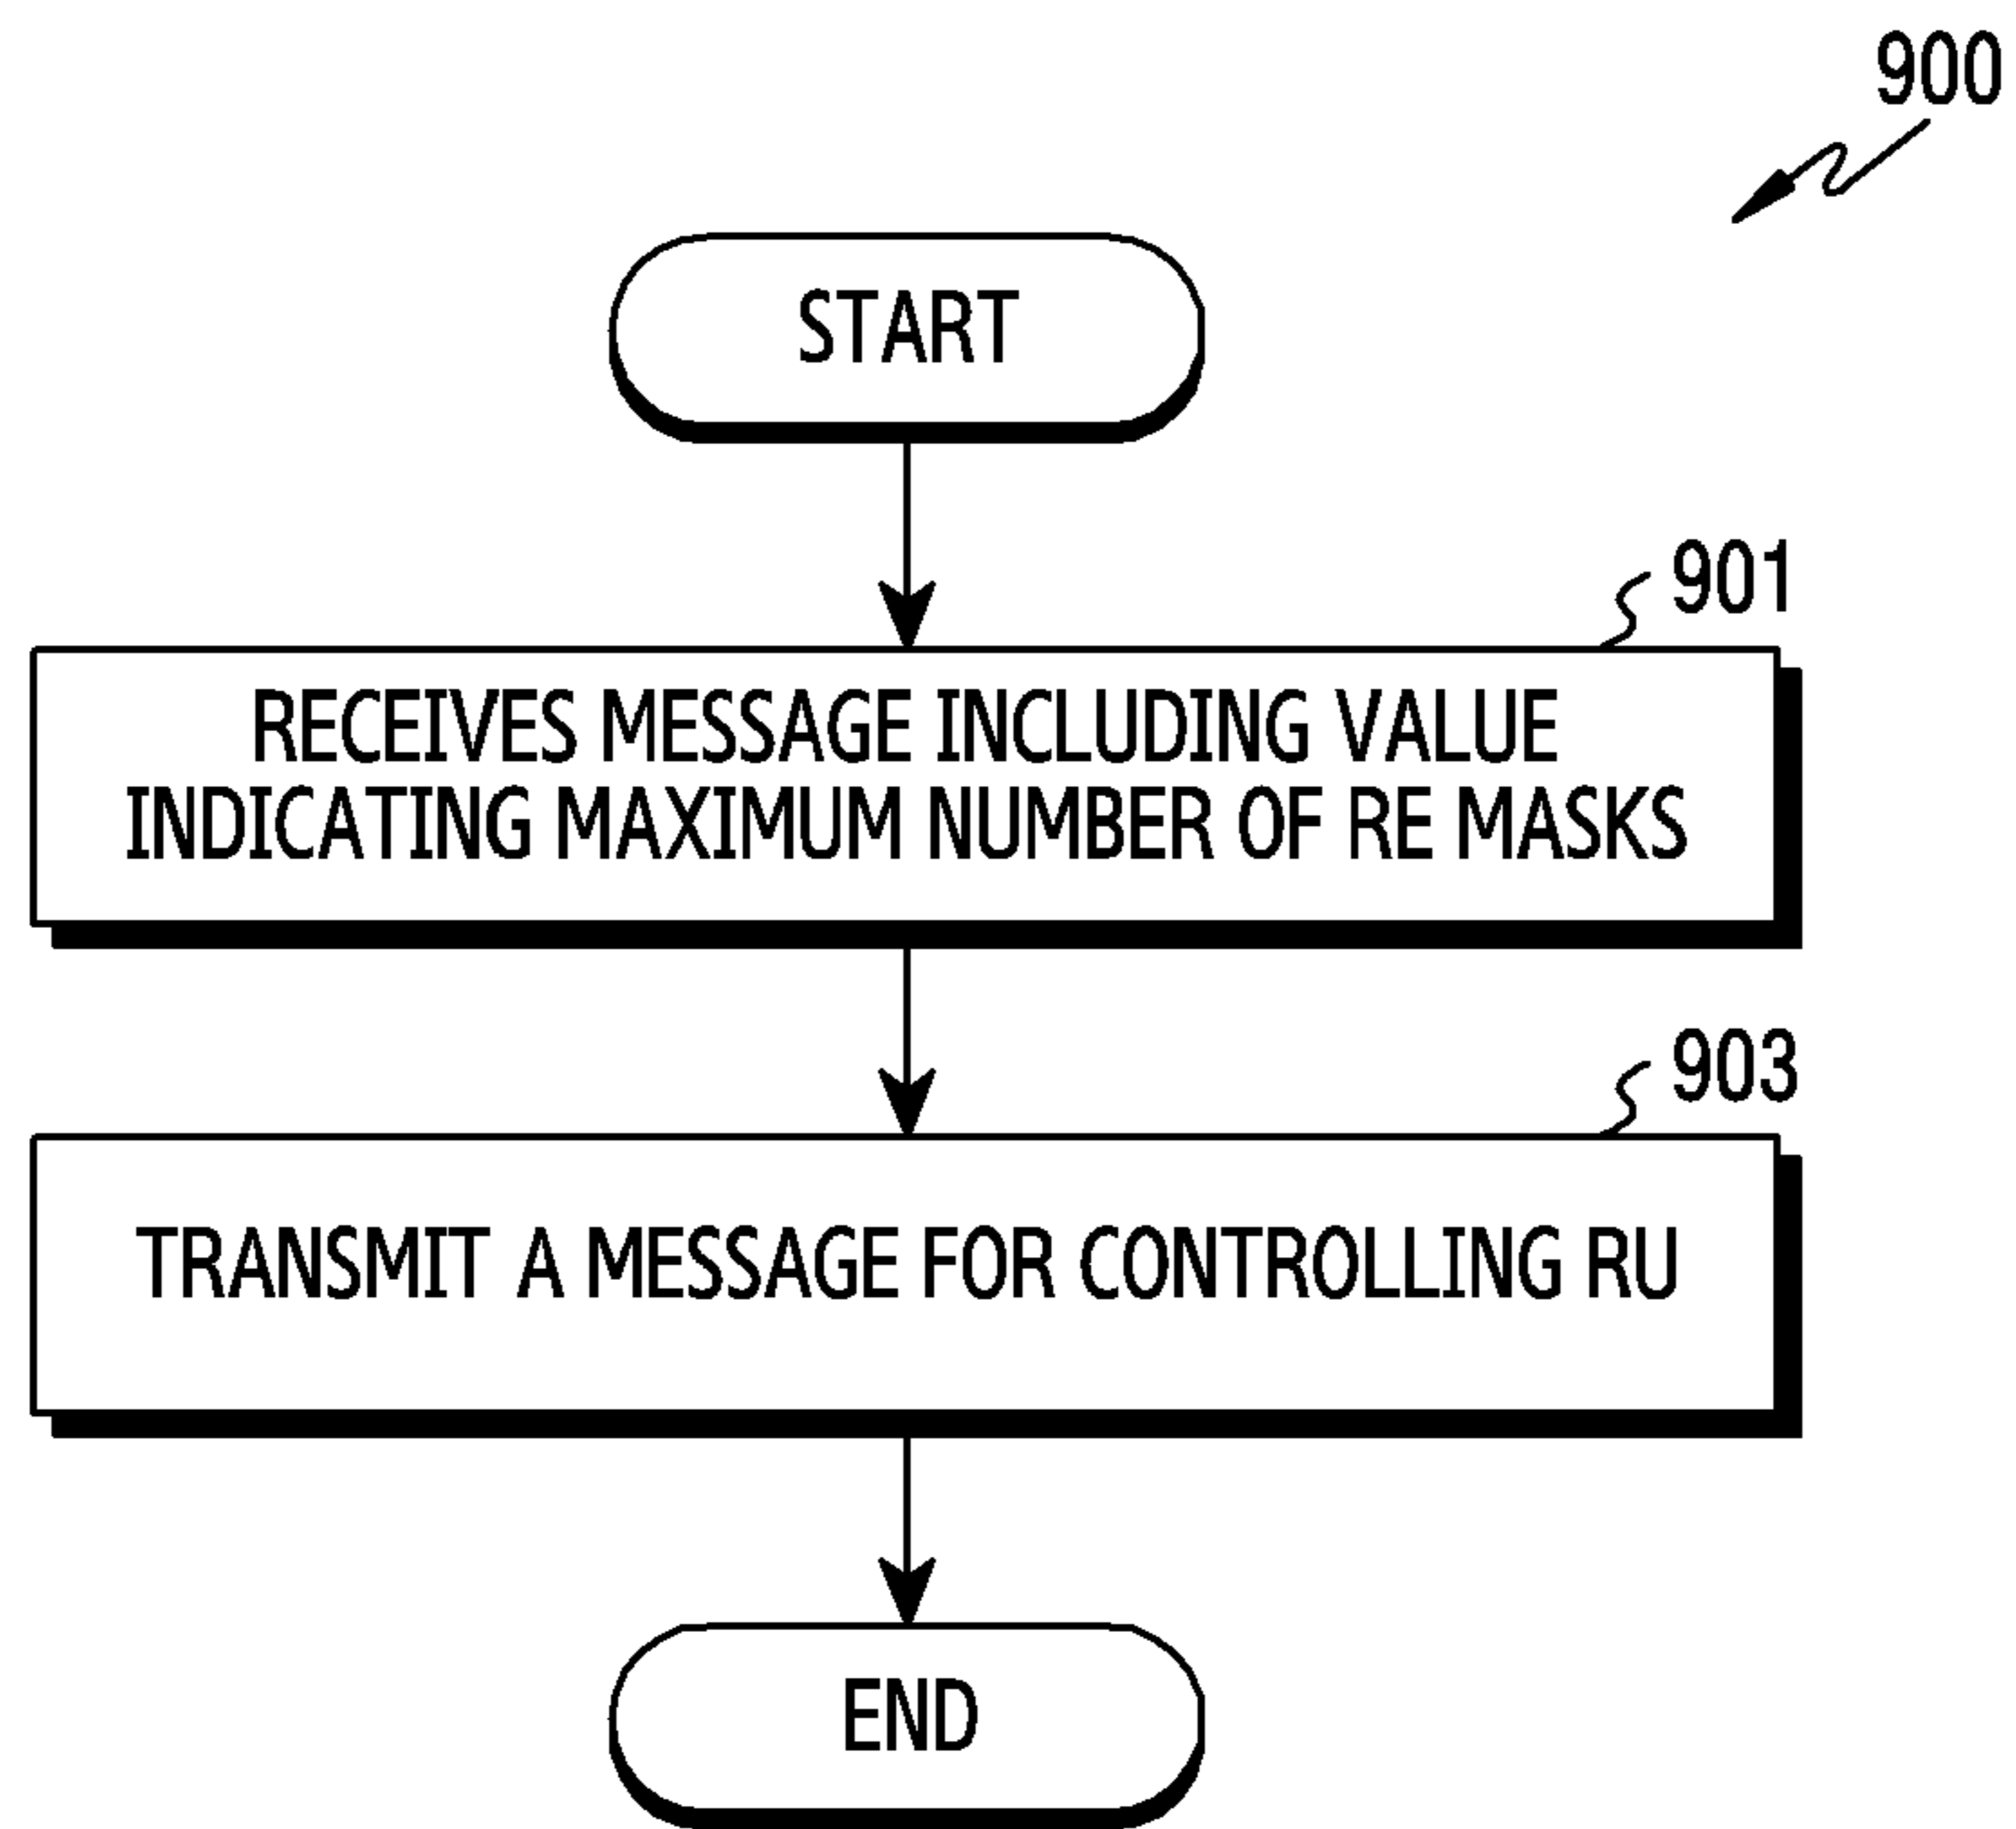 900
START
901
RECEIVES MESSAGE INCLUDING VALUE
INDICATING MAXIMUM NUMBER OF RE MASKS
903
TRANSMIT A MESSAGE FOR CONTROLLING RU
END